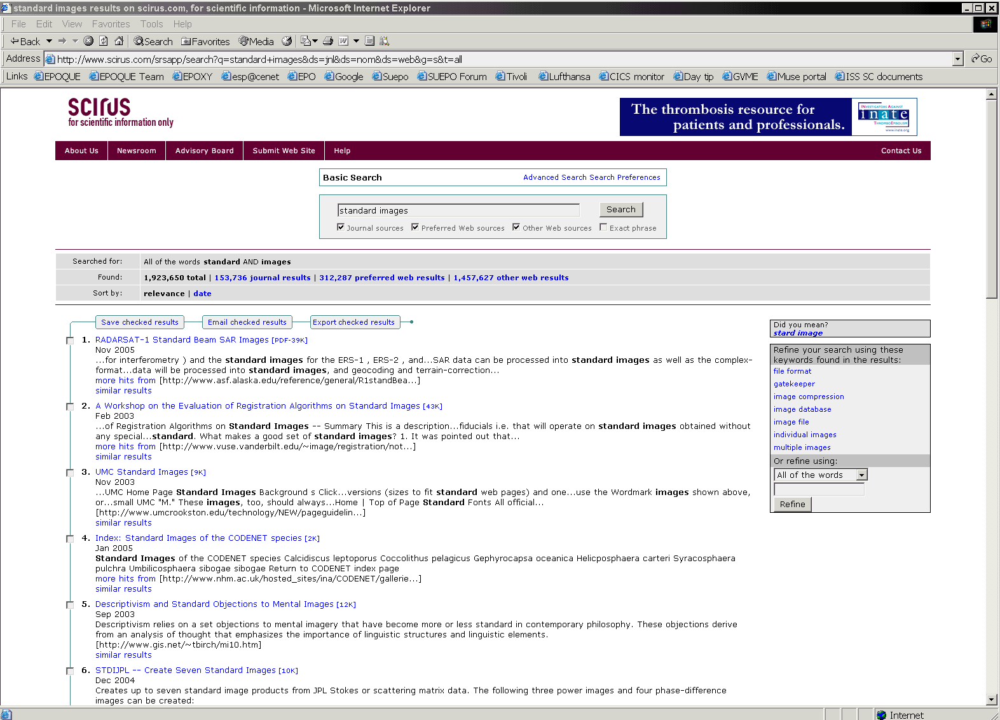 standard images results on scirus.com, for scientific information - Microsoft Internet Explorer
File Edit View Favorites Tools Help
Back Search Favorites Media
Address http://www.scirus.com/srsapp/search?q=standard+images&ds=jnl&ds=nom&ds=web&g=s&t=all Go
Links EPOQUE EPOQUE Team EPOXY esp@cenet EPO Google Suepo SUEPO Forum Tivoli Lufthansa CICS monitor Day tip GVME Muse portal ISS SC documents
SCIRUS
for scientific information only
The thrombosis resource for
patients and professionals.
INVESTIGATORS AGAINST
inate
THROMBOEMBOLISM
www.inate.org
About Us Newsroom Advisory Board Submit Web Site Help Contact Us
Basic Search Advanced Search Search Preferences
standard images Search
Journal sources Preferred Web sources Other Web sources Exact phrase
Searched for: All of the words standard AND images
Found: 1,923,650 total | 153,736 journal results | 312,287 preferred web results | 1,457,627 other web results
Sort by: relevance | date
Save checked results Email checked results Export checked results
1. RADARSAT-1 Standard Beam SAR Images [PDF-39K]
Nov 2005
...for interferometry ) and the standard images for the ERS-1 , ERS-2 , and...SAR data can be processed into standard images as well as the complex-
format...data will be processed into standard images, and geocoding and terrain-correction...
more hits from [http://www.asf.alaska.edu/reference/general/R1standBea...]
similar results
2. A Workshop on the Evaluation of Registration Algorithms on Standard Images [43K]
Feb 2003
...of Registration Algorithms on Standard Images -- Summary This is a description...fiducials i.e. that will operate on standard images obtained without
any special...standard. What makes a good set of standard images? 1. It was pointed out that...
more hits from [http://www.vuse.vanderbilt.edu/~image/registration/not...]
similar results
3. UMC Standard Images [9K]
Nov 2003
...UMC Home Page Standard Images Background s Click...versions (sizes to fit standard web pages) and one...use the Wordmark images shown above,
or...small UMC "M." These images, too, should always...Home | Top of Page Standard Fonts All official...
[http://www.umcrookston.edu/technology/NEW/pageguidelin...]
similar results
4. Index: Standard Images of the CODENET species [2K]
Jan 2005
Standard Images of the CODENET species Calcidiscus leptoporus Coccolithus pelagicus Gephyrocapsa oceanica Helicposphaera carteri Syracosphaera
pulchra Umbilicosphaera sibogae sibogae Return to CODENET index page
more hits from [http://www.nhm.ac.uk/hosted_sites/ina/CODENET/gallerie...]
similar results
5. Descriptivism and Standard Objections to Mental Images [12K]
Sep 2003
Descriptivism relies on a set objections to mental imagery that have become more or less standard in contemporary philosophy. These objections derive
from an analysis of thought that emphasizes the importance of linguistic structures and linguistic elements.
[http://www.gis.net/~tbirch/mi10.htm]
similar results
6. STDIJPL -- Create Seven Standard Images [10K]
Dec 2004
Creates up to seven standard image products from JPL Stokes or scattering matrix data. The following three power images and four phase-difference
images can be created:
Did you mean?
stard image
Refine your search using these
keywords found in the results:
file format
gatekeeper
image compression
image database
image file
individual images
multiple images
Or refine using:
All of the words
Refine
Internet